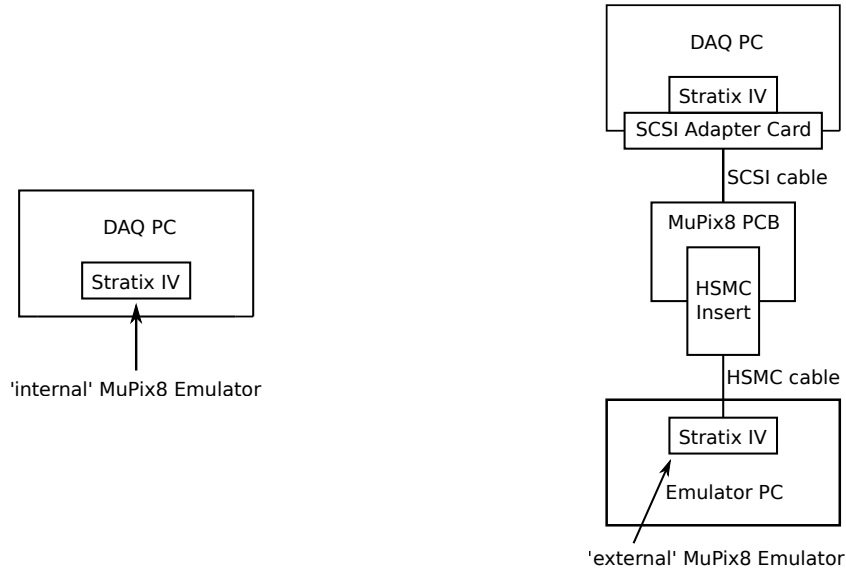 DAQ PC
Stratix IV
'internal' MuPix8 Emulator
DAQ PC
Stratix IV
SCSI Adapter Card
SCSI cable
MuPix8 PCB
HSMC
Insert
HSMC cable
Stratix IV
Emulator PC
'external' MuPix8 Emulator